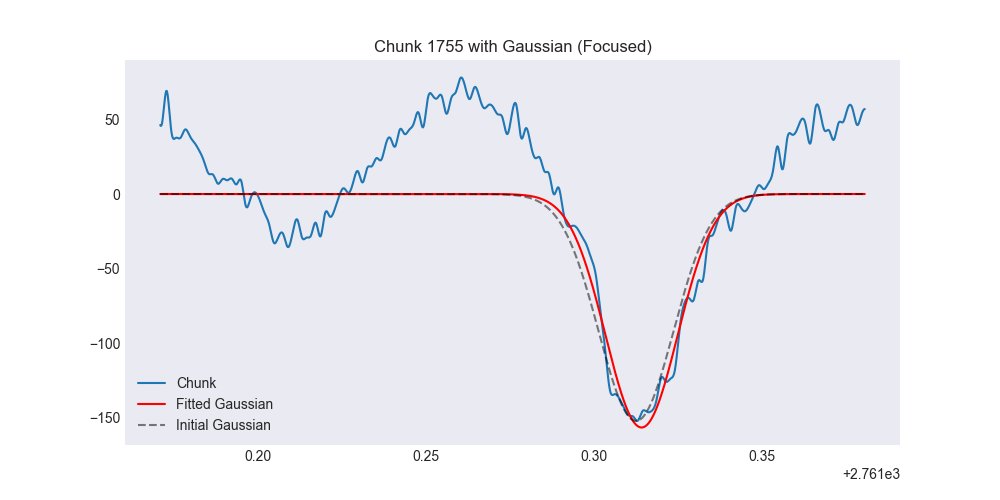 Chunk 1755 with Gaussian (Focused)
50
0
−50
−100
−150
Chunk
Fitted Gaussian
Initial Gaussian
0.20 0.25 0.30 0.35
+2.761e3